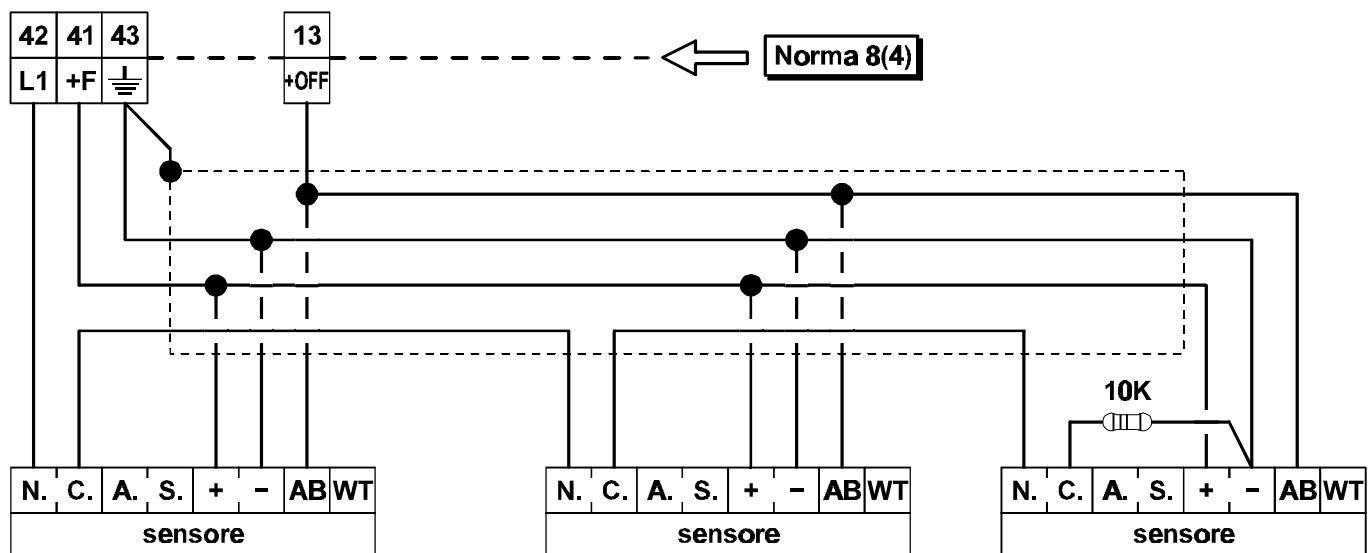 42 41 43 13
Norma 8(4)
L1 +F +OFF
10K
N. C. A. S. + − AB WT N. C. A. S. + − AB WT N. C. A. S. + − AB WT
sensore sensore sensore